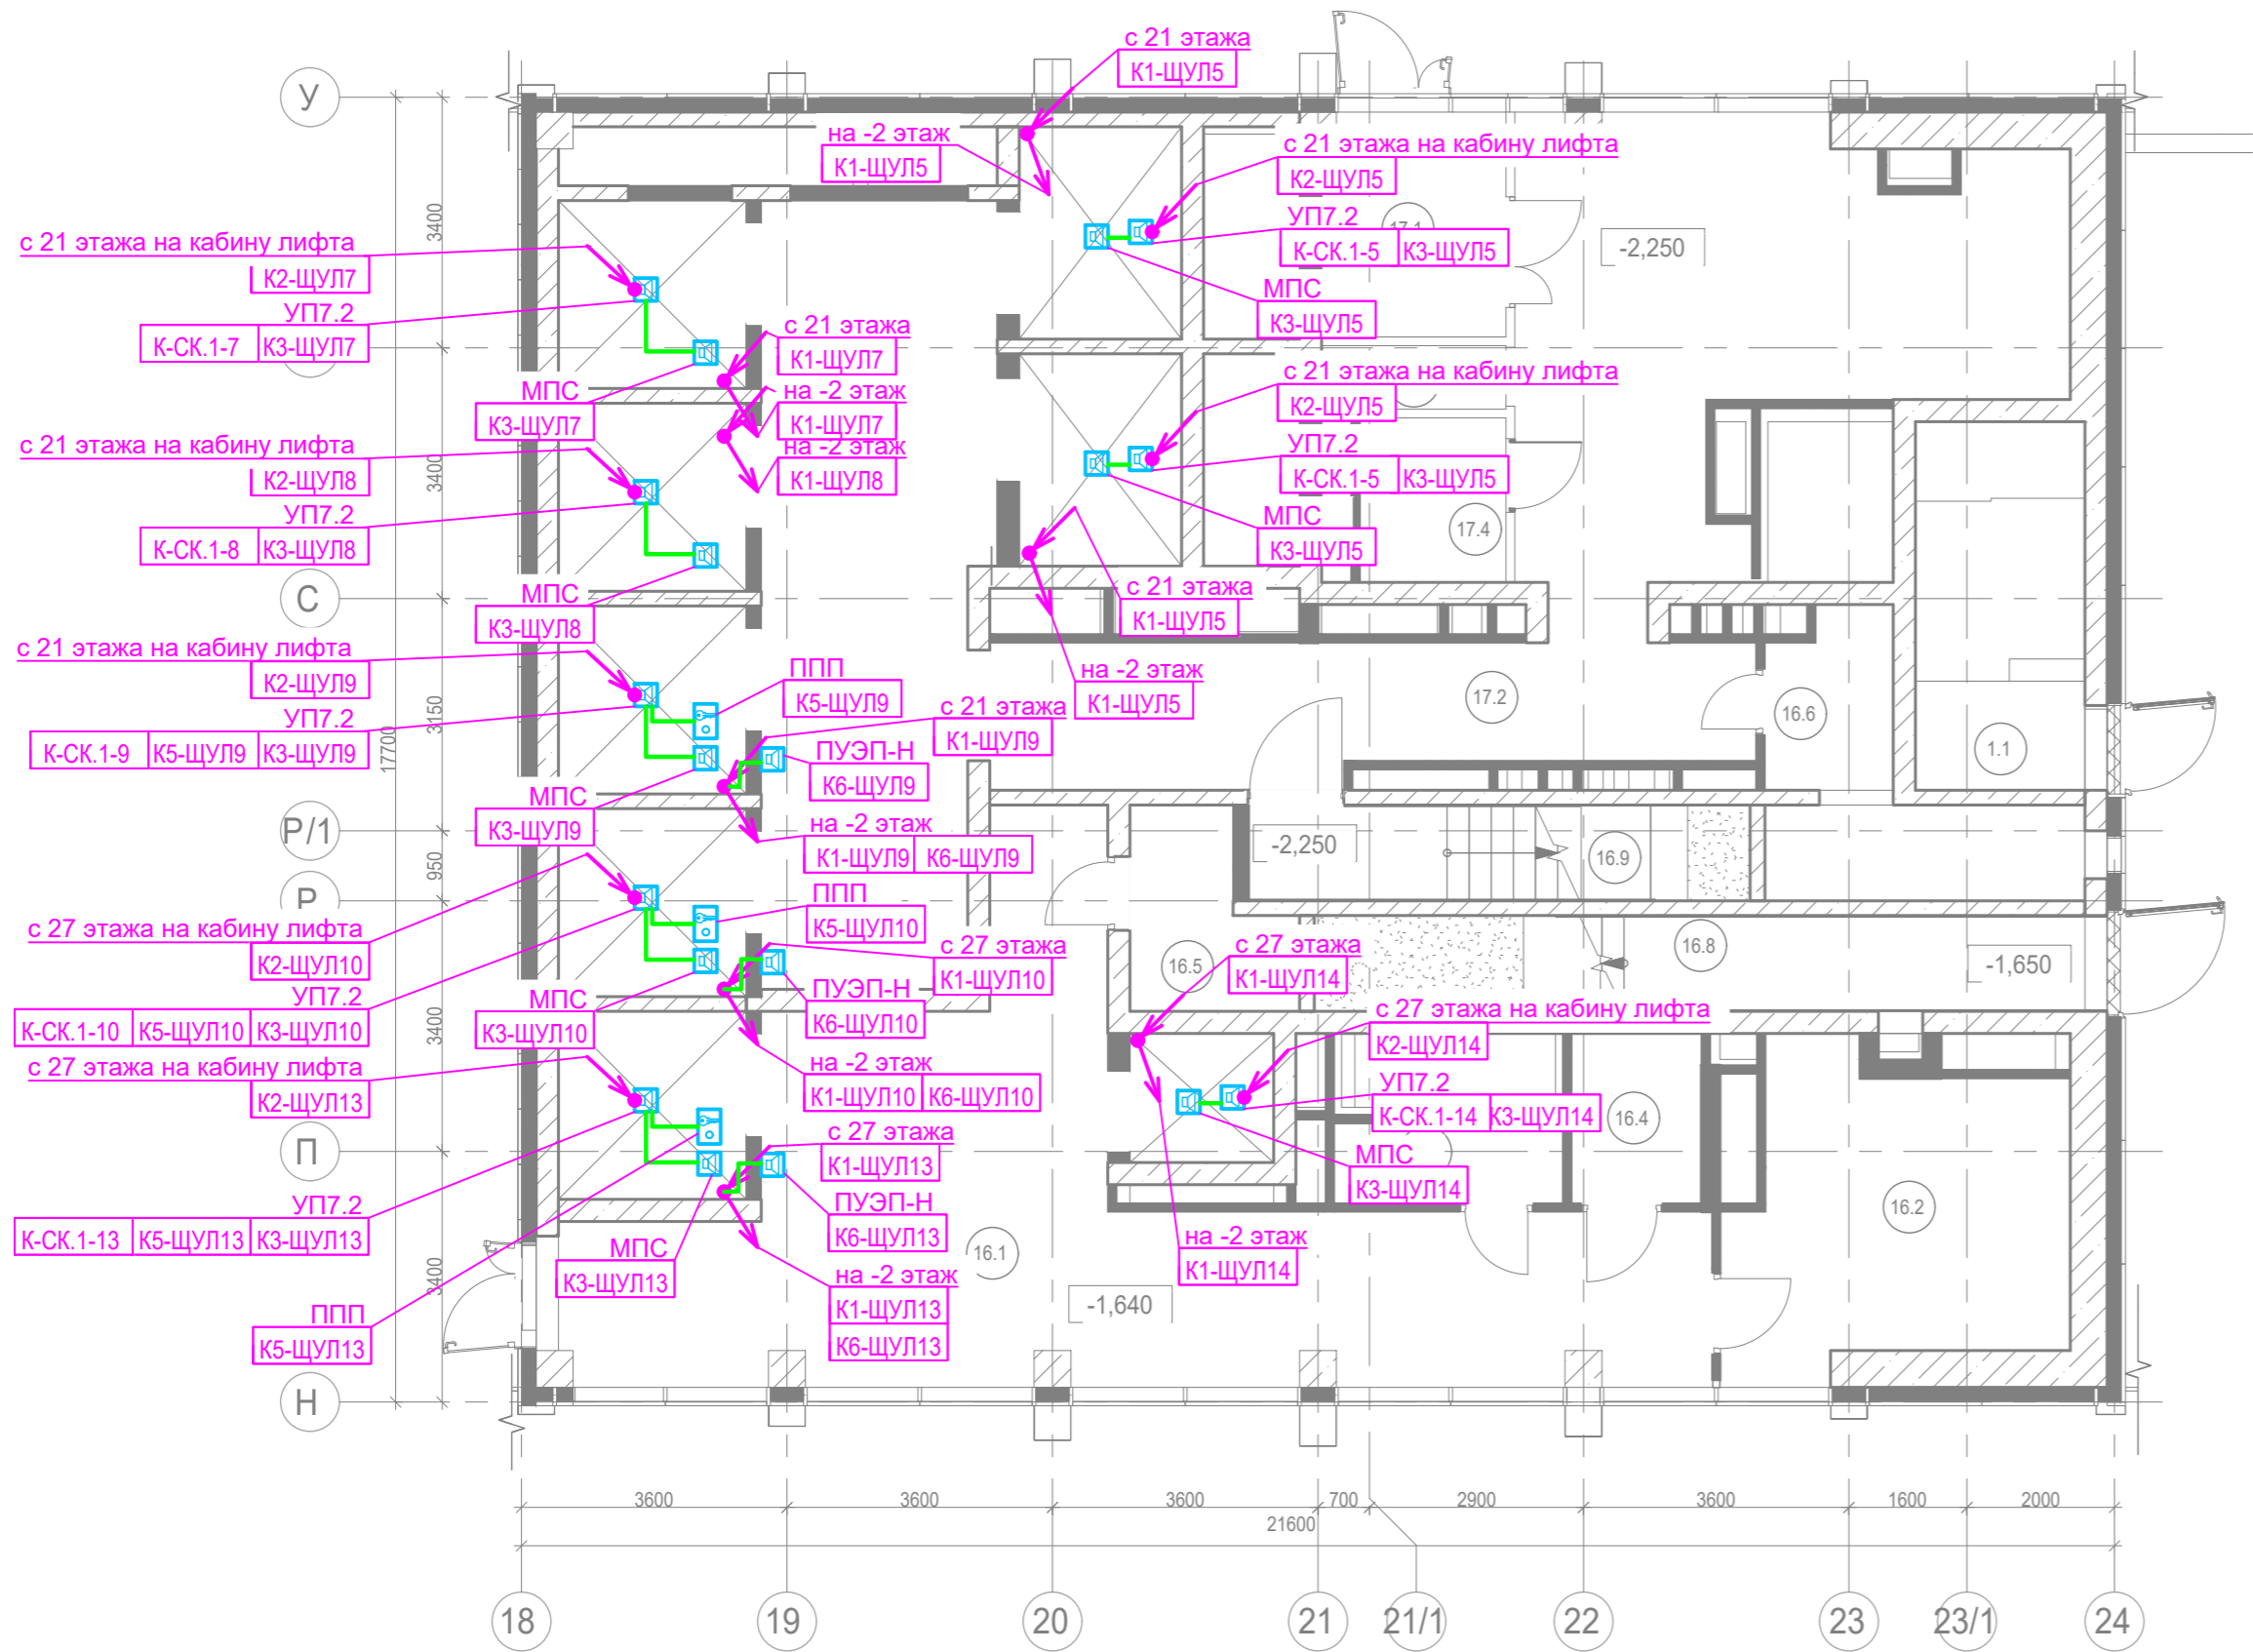 с 21 этажа
К1-ЩУЛ5
У
на -2 этаж
К1-ЩУЛ5
с 21 этажа на кабину лифта
К2-ЩУЛ5
УП7.2
К-СК.1-5 К3-ЩУЛ5
МПС
К3-ЩУЛ5
-2,250
3400
с 21 этажа на кабину лифта
К2-ЩУЛ7
УП7.2
К-СК.1-7 К3-ЩУЛ7
МПС
К3-ЩУЛ7
с 21 этажа
К1-ЩУЛ7
на -2 этаж
К1-ЩУЛ7
на -2 этаж
К1-ЩУЛ8
с 21 этажа на кабину лифта
К2-ЩУЛ5
УП7.2
К-СК.1-5 К3-ЩУЛ5
МПС
К3-ЩУЛ5
17.4
3400
с 21 этажа на кабину лифта
К2-ЩУЛ8
УП7.2
К-СК.1-8 К3-ЩУЛ8
МПС
К3-ЩУЛ8
С
с 21 этажа
К1-ЩУЛ5
на -2 этаж
К1-ЩУЛ5
17.2
16.6
1.1
3150
17700
с 21 этажа на кабину лифта
К2-ЩУЛ9
УП7.2
К-СК.1-9 К5-ЩУЛ9 К3-ЩУЛ9
МПС
К3-ЩУЛ9
ППП
К5-ЩУЛ9
с 21 этажа
К1-ЩУЛ9
ПУЭП-Н
К6-ЩУЛ9
на -2 этаж
К1-ЩУЛ9 К6-ЩУЛ9
Р/1
950
Р
-2,250
16.9
16.8
-1,650
16.5
с 27 этажа на кабину лифта
К2-ЩУЛ10
УП7.2
К-СК.1-10 К5-ЩУЛ10 К3-ЩУЛ10
МПС
К3-ЩУЛ10
ППП
К5-ЩУЛ10
с 27 этажа
К1-ЩУЛ10
ПУЭП-Н
К6-ЩУЛ10
на -2 этаж
К1-ЩУЛ10 К6-ЩУЛ10
с 27 этажа
К1-ЩУЛ14
с 27 этажа на кабину лифта
К2-ЩУЛ14
УП7.2
К-СК.1-14 К3-ЩУЛ14
МПС
К3-ЩУЛ14
на -2 этаж
К1-ЩУЛ14
16.4
16.2
3400
с 27 этажа на кабину лифта
К2-ЩУЛ13
П
УП7.2
К-СК.1-13 К5-ЩУЛ13 К3-ЩУЛ13
МПС
К3-ЩУЛ13
ППП
К5-ЩУЛ13
с 27 этажа
К1-ЩУЛ13
ПУЭП-Н
К6-ЩУЛ13
на -2 этаж
К1-ЩУЛ13
К6-ЩУЛ13
16.1
-1,640
3400
Н
3600 3600 3600 700 2900 3600 1600 2000
21600
18 19 20 21 21/1 22 23 23/1 24